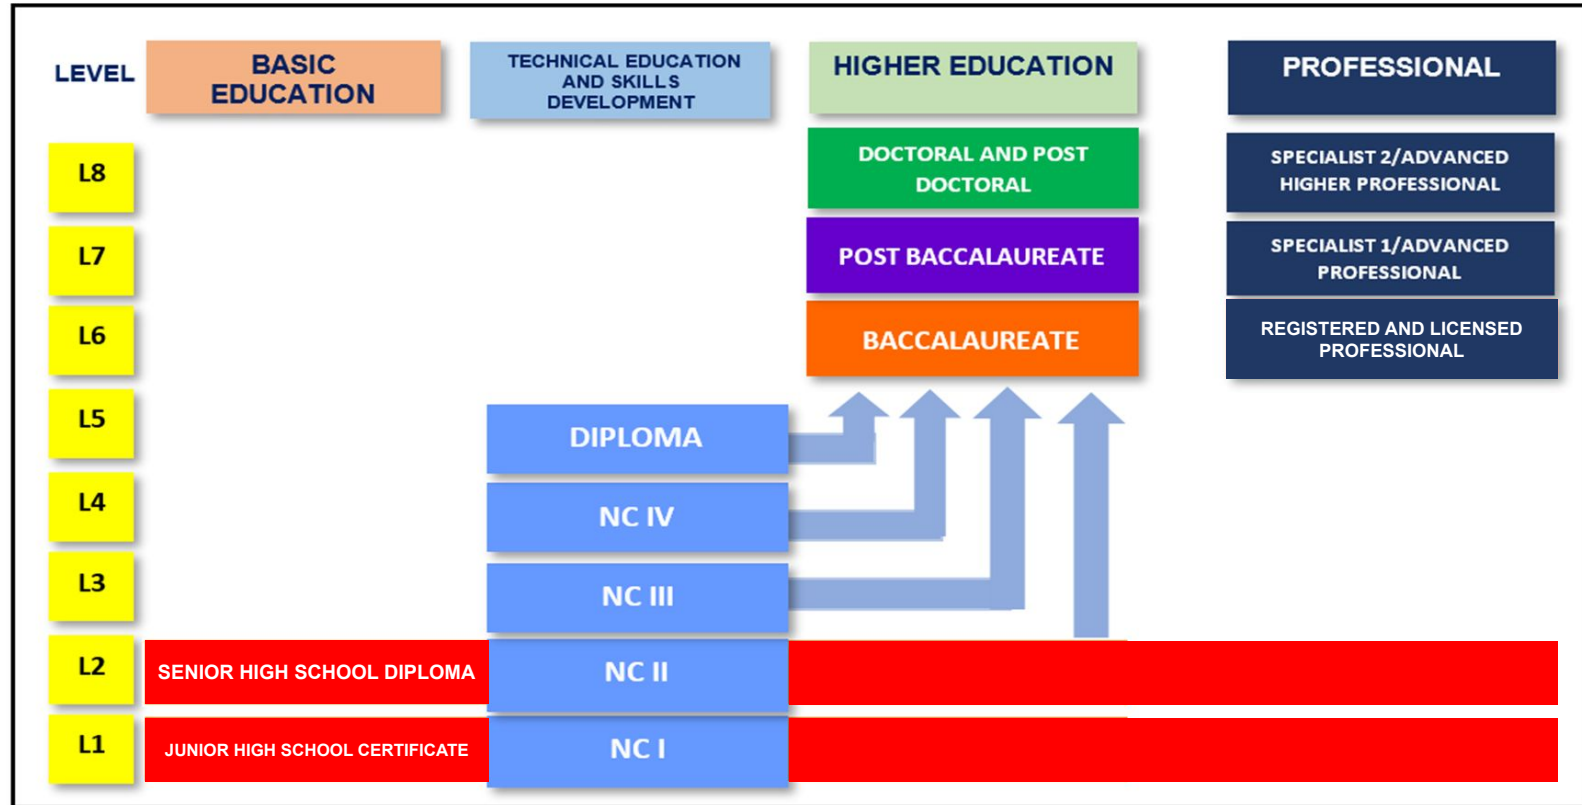 LEVEL
BASIC
EDUCATION
TECHNICAL EDUCATION
AND SKILLS
DEVELOPMENT
HIGHER EDUCATION
PROFESSIONAL
L8
DOCTORAL AND POST
DOCTORAL
SPECIALIST 2/ADVANCED
HIGHER PROFESSIONAL
L7
POST BACCALAUREATE
SPECIALIST 1/ADVANCED
PROFESSIONAL
L6
BACCALAUREATE
REGISTERED AND LICENSED
PROFESSIONAL
L5
DIPLOMA
L4
NC IV
L3
NC III
L2
SENIOR HIGH SCHOOL DIPLOMA
NC II
L1
JUNIOR HIGH SCHOOL CERTIFICATE
NC I